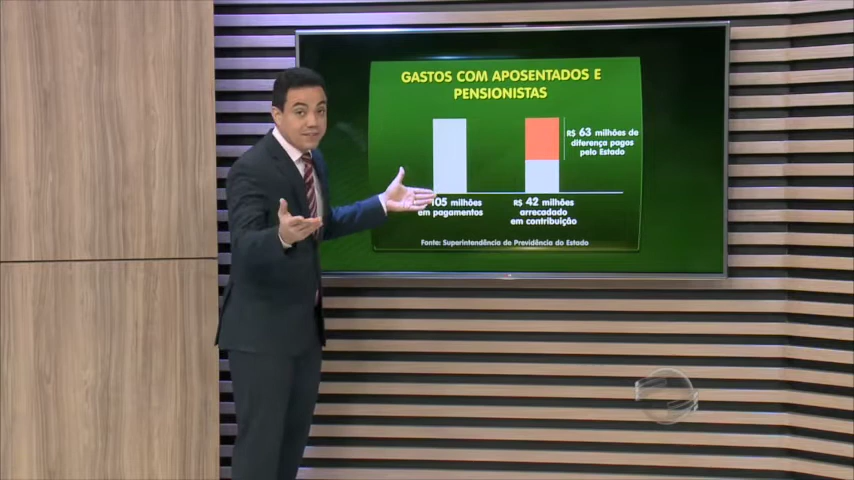 GASTOS COM APOSENTADOS E
PENSIONISTAS
R$ 63 milhões de
diferença pagos
pelo Estado
105 milhões
em pagamentos
R$ 42 milhões
arrecadado
em contribuição
Fonte: Superintendência de Previdência do Estado